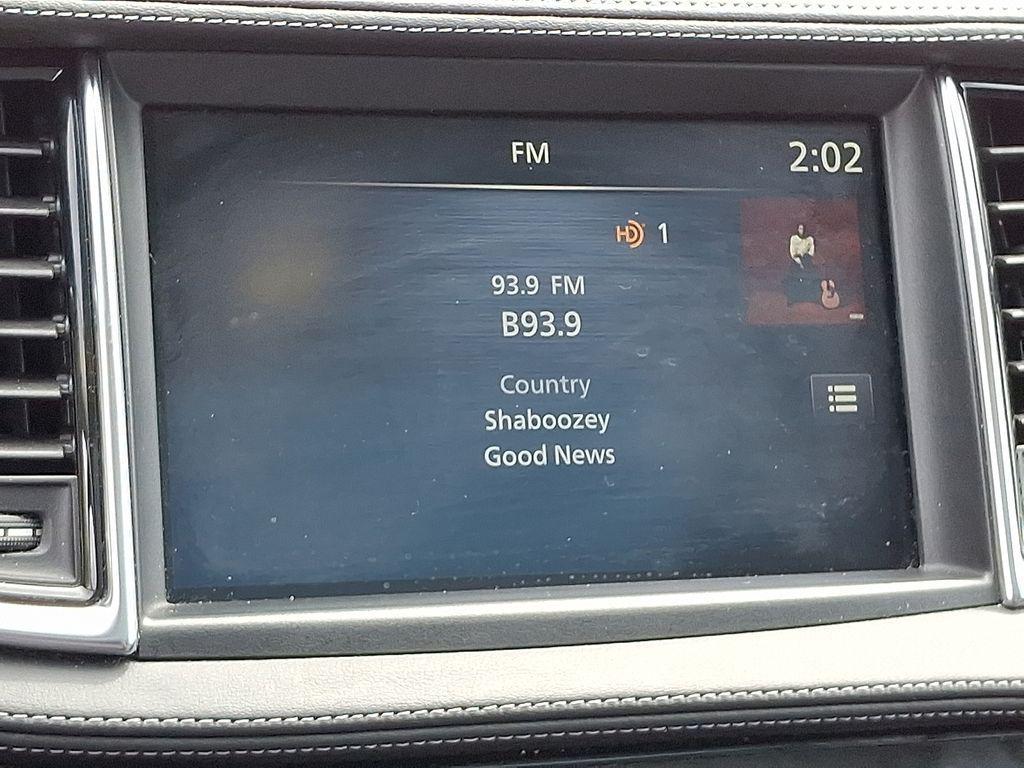 FM
2:02
HD 1
93.9 FM
B93.9
Country
Shaboozey
Good News